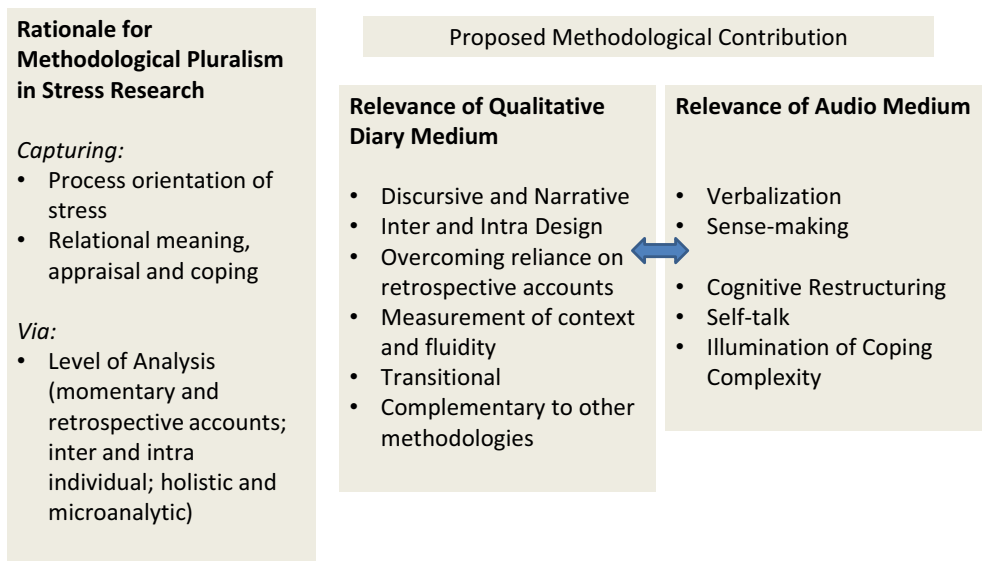 Rationale for
Methodological Pluralism
in Stress Research
Capturing:
• Process orientation of
stress
• Relational meaning,
appraisal and coping
Via:
• Level of Analysis
(momentary and
retrospective accounts;
inter and intra
individual; holistic and
microanalytic)
Proposed Methodological Contribution
Relevance of Qualitative
Diary Medium
• Discursive and Narrative
• Inter and Intra Design
• Overcoming reliance on
retrospective accounts
• Measurement of context
and fluidity
• Transitional
• Complementary to other
methodologies
Relevance of Audio Medium
• Verbalization
• Sense-making
• Cognitive Restructuring
• Self-talk
• Illumination of Coping
Complexity